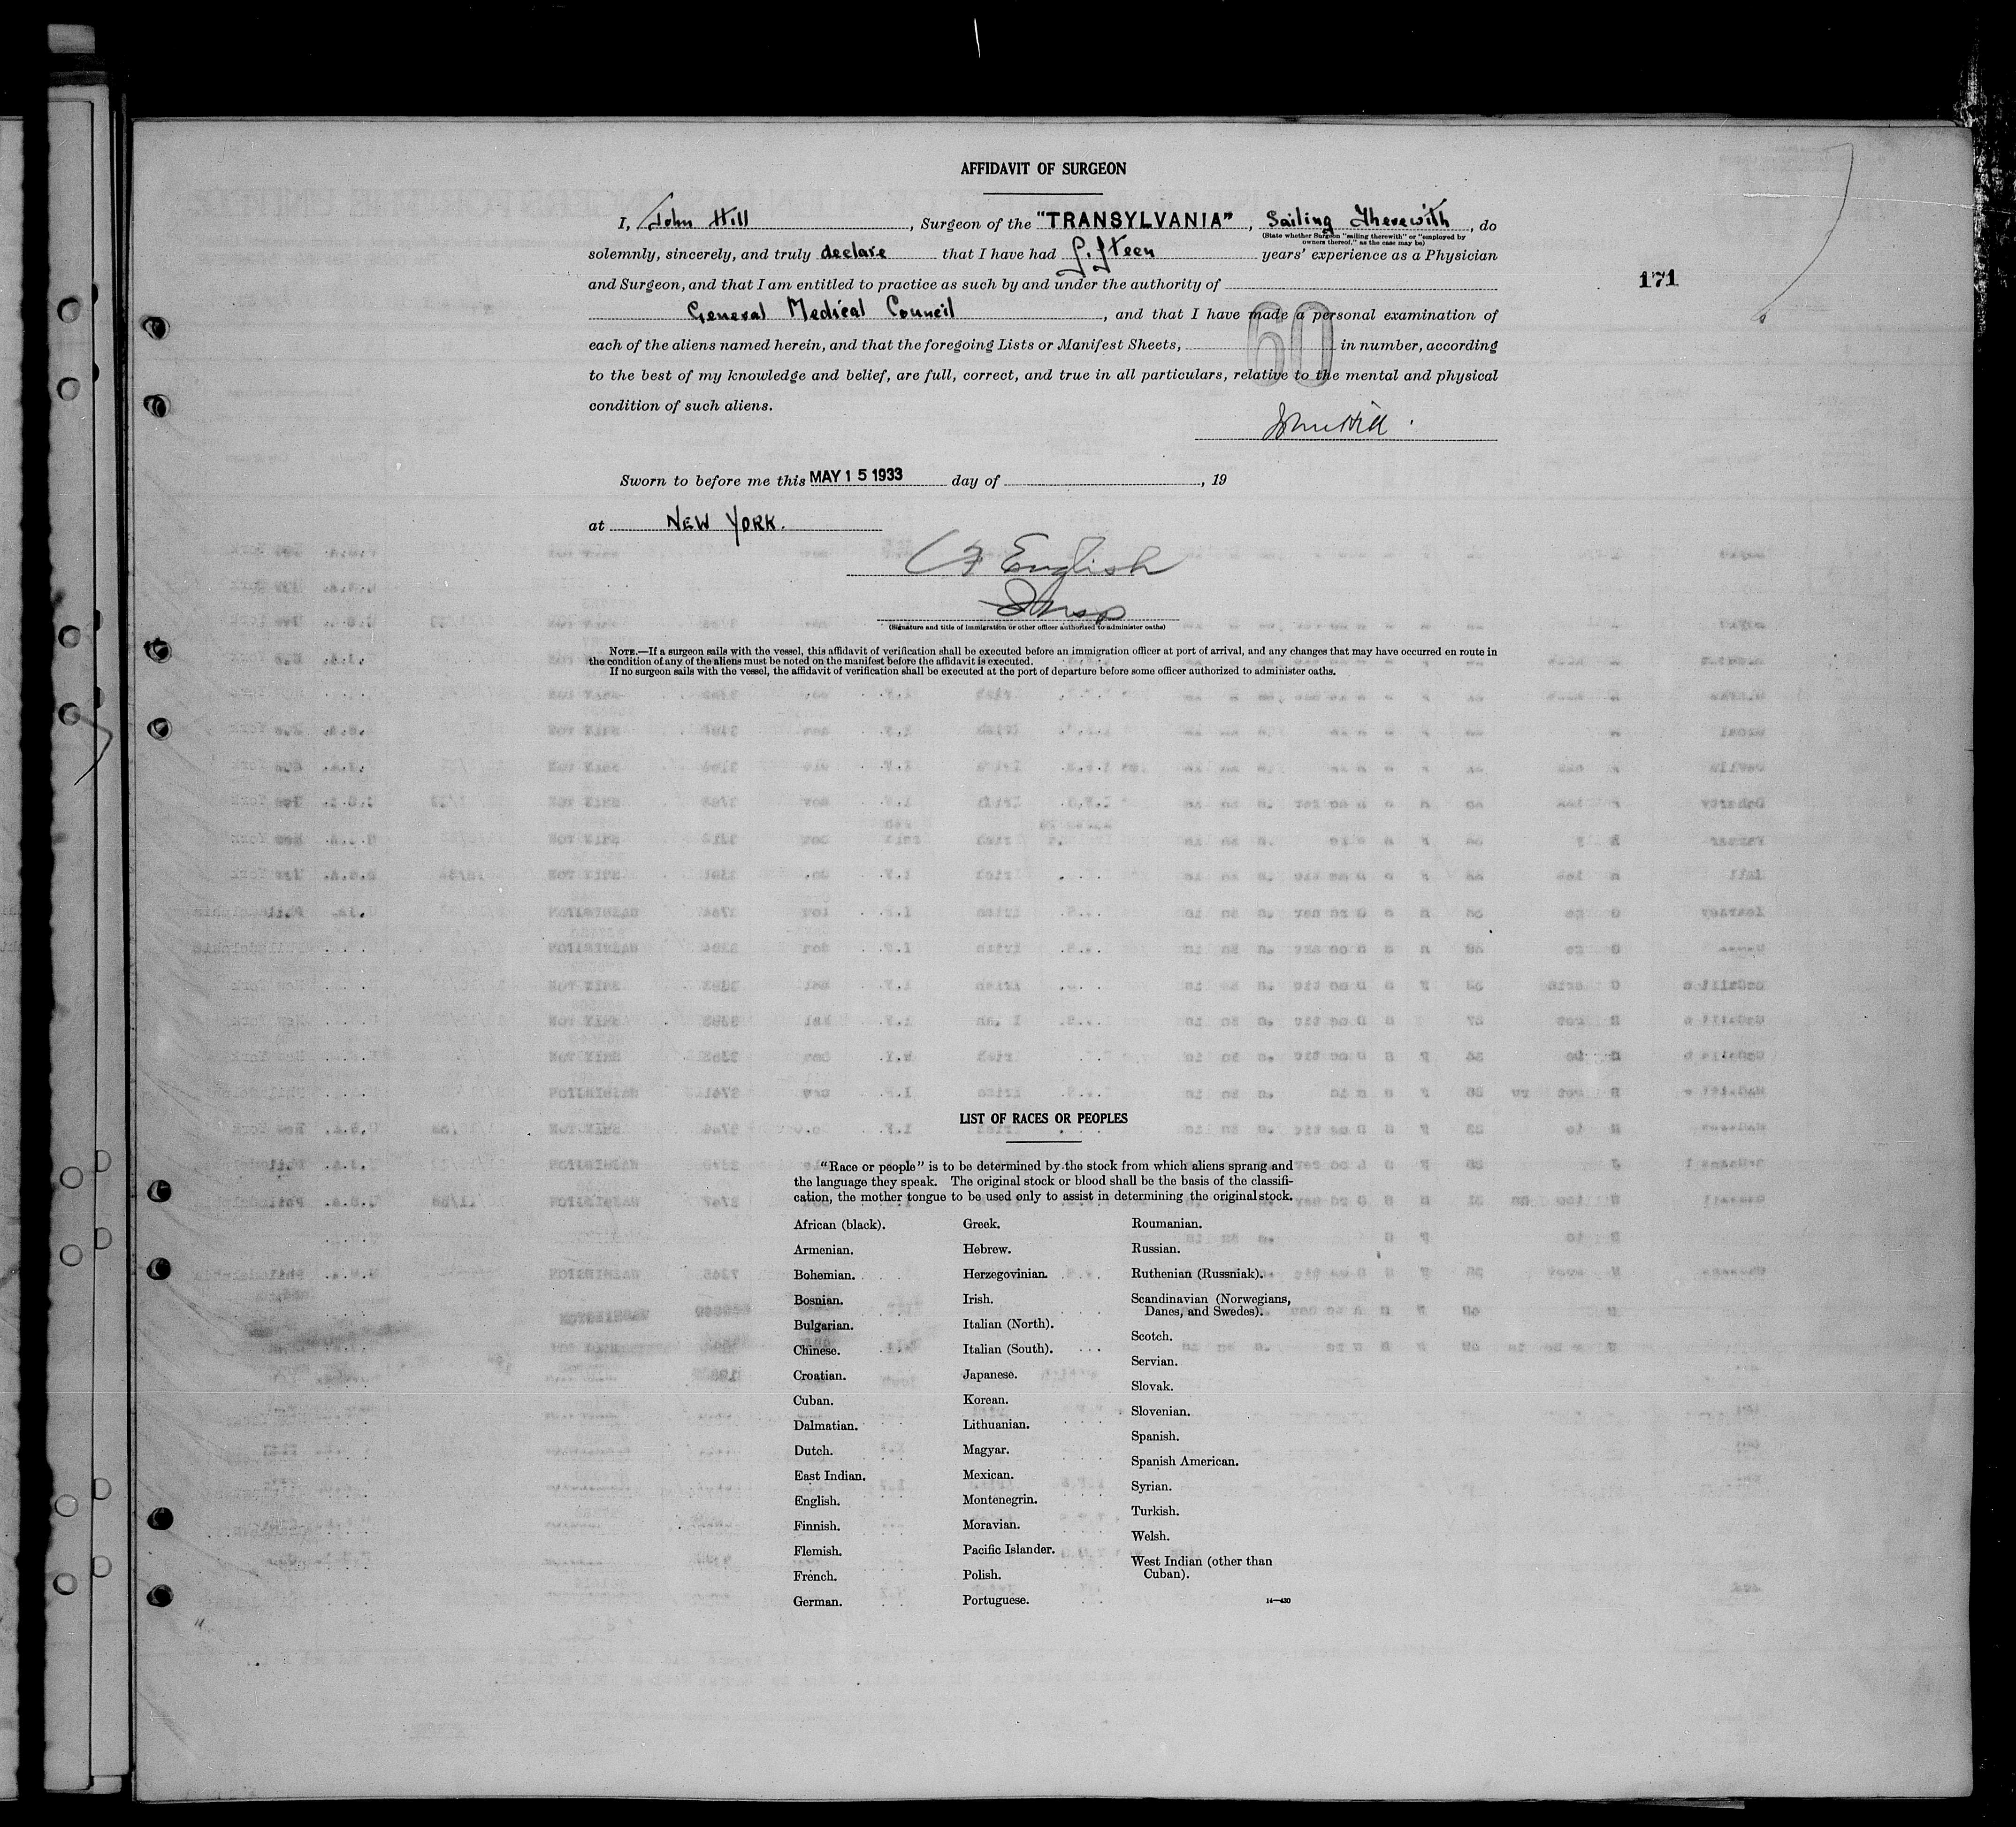 AFFIDAVIT OF SURGEON
I, John Hill, Surgeon of the "TRANSYLVANIA", Sailing Therewith, do
(State whether Surgeon "sailing therewith" or "employed by
owners thereof," as the case may be)
solemnly, sincerely, and truly declare that I have had fifteen years' experience as a Physician
171
and Surgeon, and that I am entitled to practice as such by and under the authority of
General Medical Council, and that I have made a personal examination of
each of the aliens named herein, and that the foregoing Lists or Manifest Sheets, 60 in number, according
to the best of my knowledge and belief, are full, correct, and true in all particulars, relative to the mental and physical
condition of such aliens.
John Hill.
Sworn to before me this MAY 15 1933 day of , 19
at NEW YORK.
English
Insp
(Signature and title of immigration or other officer authorized to administer oaths)
NOTE.—If a surgeon sails with the vessel, this affidavit of verification shall be executed before an immigration officer at port of arrival, and any changes that may have occurred en route in
the condition of any of the aliens must be noted on the manifest before the affidavit is executed.
If no surgeon sails with the vessel, the affidavit of verification shall be executed at the port of departure before some officer authorized to administer oaths.
LIST OF RACES OR PEOPLES
"Race or people" is to be determined by the stock from which aliens sprang and
the language they speak. The original stock or blood shall be the basis of the classifi-
cation, the mother tongue to be used only to assist in determining the original stock.
African (black).
Armenian.
Bohemian.
Bosnian.
Bulgarian.
Chinese.
Croatian.
Cuban.
Dalmatian.
Dutch.
East Indian.
English.
Finnish.
Flemish.
French.
German.
Greek.
Hebrew.
Herzegovinian.
Irish.
Italian (North).
Italian (South).
Japanese.
Korean.
Lithuanian.
Magyar.
Mexican.
Montenegrin.
Moravian.
Pacific Islander.
Polish.
Portuguese.
Roumanian.
Russian.
Ruthenian (Russniak).
Scandinavian (Norwegians,
Danes, and Swedes).
Scotch.
Servian.
Slovak.
Slovenian.
Spanish.
Spanish American.
Syrian.
Turkish.
Welsh.
West Indian (other than
Cuban).
14—430